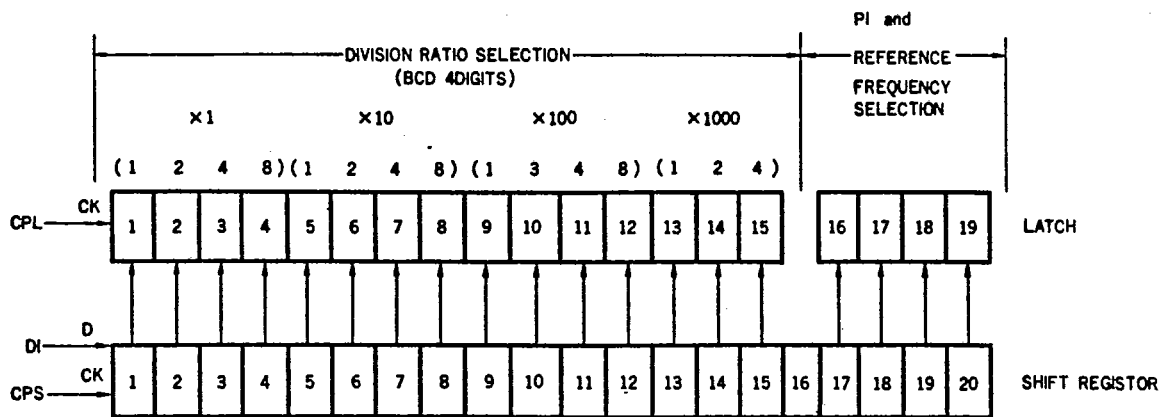 PI and
DIVISION RATIO SELECTION
REFERENCE
(BCD 4DIGITS)
FREQUENCY
SELECTION
×1 ×10 ×100 ×1000
(1 2 4 8)(1 2 4 8)(1 3 4 8)(1 2 4)
CPL CK 1 2 3 4 5 6 7 8 9 10 11 12 13 14 15 16 17 18 19 LATCH
DI D
CPS CK 1 2 3 4 5 6 7 8 9 10 11 12 13 14 15 16 17 18 19 20 SHIFT REGISTOR